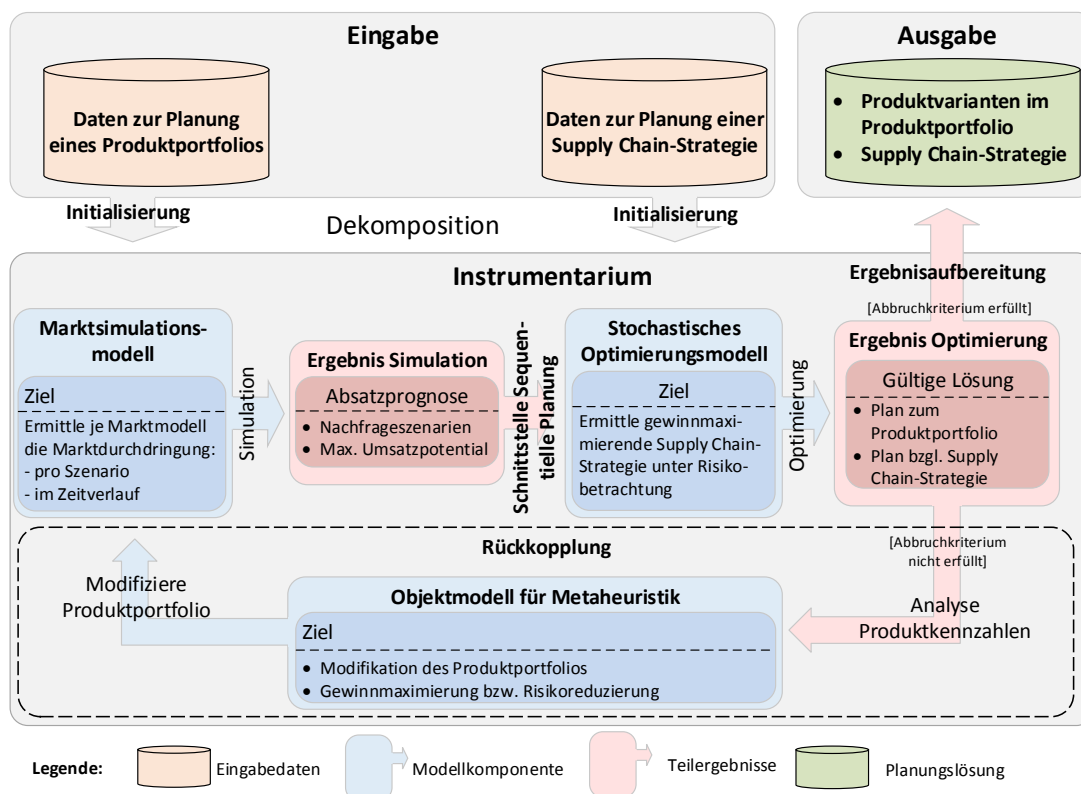 Eingabe
Daten zur Planung
eines Produktportfolios
Daten zur Planung einer
Supply Chain-Strategie
Ausgabe
• Produktvarianten im
Produktportfolio
• Supply Chain-Strategie
Initialisierung
Dekomposition
Initialisierung
Instrumentarium
Ergebnisaufbereitung
[Abbruchkriterium erfüllt]
Marktsimulations-
modell
Ziel
Ermittle je Marktmodell
die Marktdurchdringung:
- pro Szenario
- im Zeitverlauf
Simulation
Ergebnis Simulation
Absatzprognose
• Nachfrageszenarien
• Max. Umsatzpotential
Schnittstelle Sequen-
tielle Planung
Stochastisches
Optimierungsmodell
Ziel
Ermittle gewinnmaxi-
mierende Supply Chain-
Strategie unter Risiko-
betrachtung
Optimierung
Ergebnis Optimierung
Gültige Lösung
• Plan zum
Produktportfolio
• Plan bzgl. Supply
Chain-Strategie
Rückkopplung
[Abbruchkriterium
nicht erfüllt]
Modifiziere
Produktportfolio
Objektmodell für Metaheuristik
Ziel
• Modifikation des Produktportfolios
• Gewinnmaximierung bzw. Risikoreduzierung
Analyse
Produktkennzahlen
Legende:
Eingabedaten
Modellkomponente
Teilergebnisse
Planungslösung